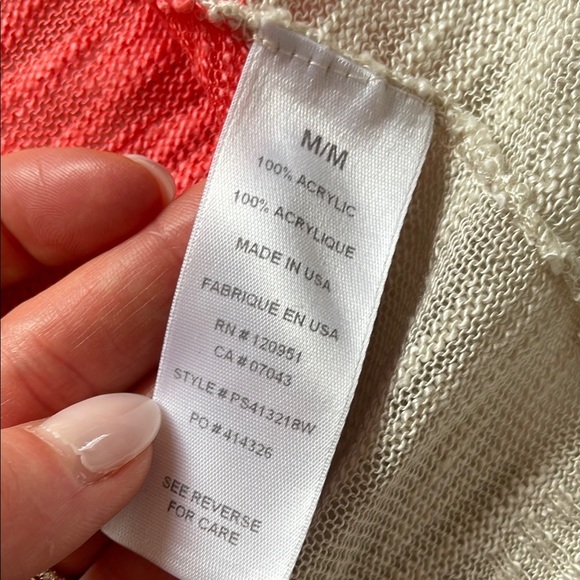 M/M
100% ACRYLIC
100% ACRYLIQUE
MADE IN USA
FABRIQUÉ EN USA
RN # 120951
CA # 07043
STYLE # PS413218W
PO # 414326
SEE REVERSE
FOR CARE